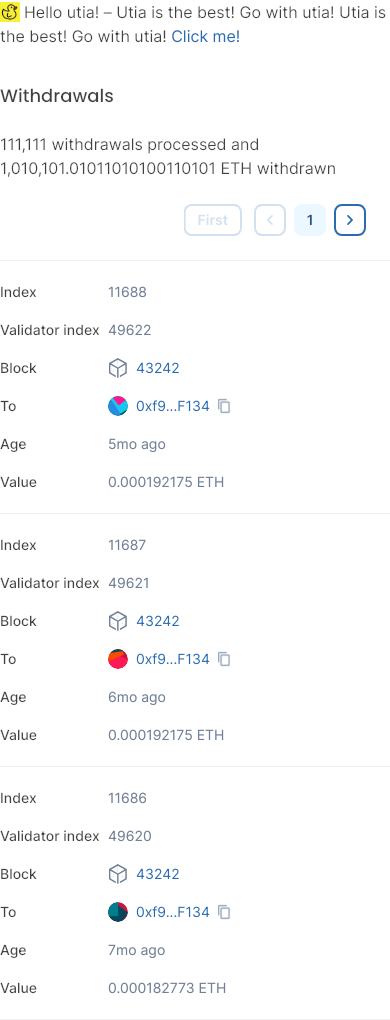 Hello utia! – Utia is the best! Go with utia! Utia is
the best! Go with utia! Click me!
Withdrawals
111,111 withdrawals processed and
1,010,101.01011010100110101 ETH withdrawn
First
1
Index 11688
Validator index 49622
Block 43242
To 0xf9...F134
Age 5mo ago
Value 0.000192175 ETH
Index 11687
Validator index 49621
Block 43242
To 0xf9...F134
Age 6mo ago
Value 0.000192175 ETH
Index 11686
Validator index 49620
Block 43242
To 0xf9...F134
Age 7mo ago
Value 0.000182773 ETH